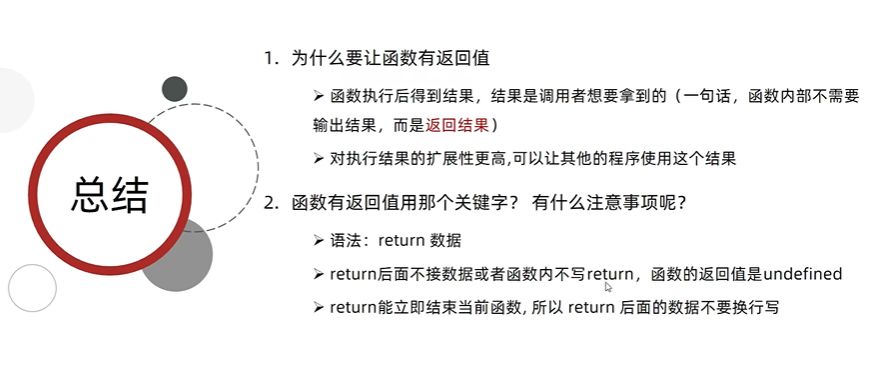 总结
1. 为什么要让函数有返回值
➢ 函数执行后得到结果，结果是调用者想要拿到的（一句话，函数内部不需要
输出结果，而是返回结果）
➢ 对执行结果的扩展性更高,可以让其他的程序使用这个结果
2. 函数有返回值用那个关键字？ 有什么注意事项呢？
➢ 语法：return 数据
➢ return后面不接数据或者函数内不写return，函数的返回值是undefined
➢ return能立即结束当前函数, 所以 return 后面的数据不要换行写